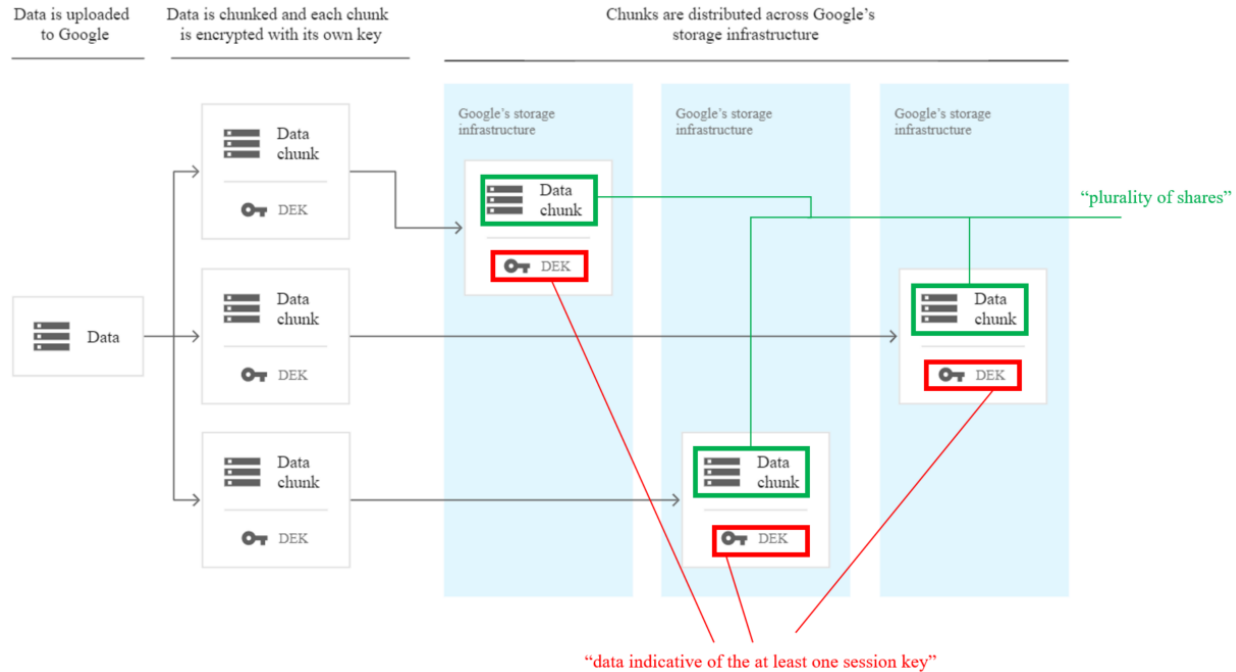 Data is uploaded
to Google
Data is chunked and each chunk
is encrypted with its own key
Chunks are distributed across Google's
storage infrastructure
Data
chunk
DEK
Data
Data
chunk
DEK
Data
chunk
DEK
Google's storage
infrastructure
Data
chunk
DEK
Google's storage
infrastructure
Data
chunk
DEK
Google's storage
infrastructure
Data
chunk
DEK
“plurality of shares”
“data indicative of the at least one session key”